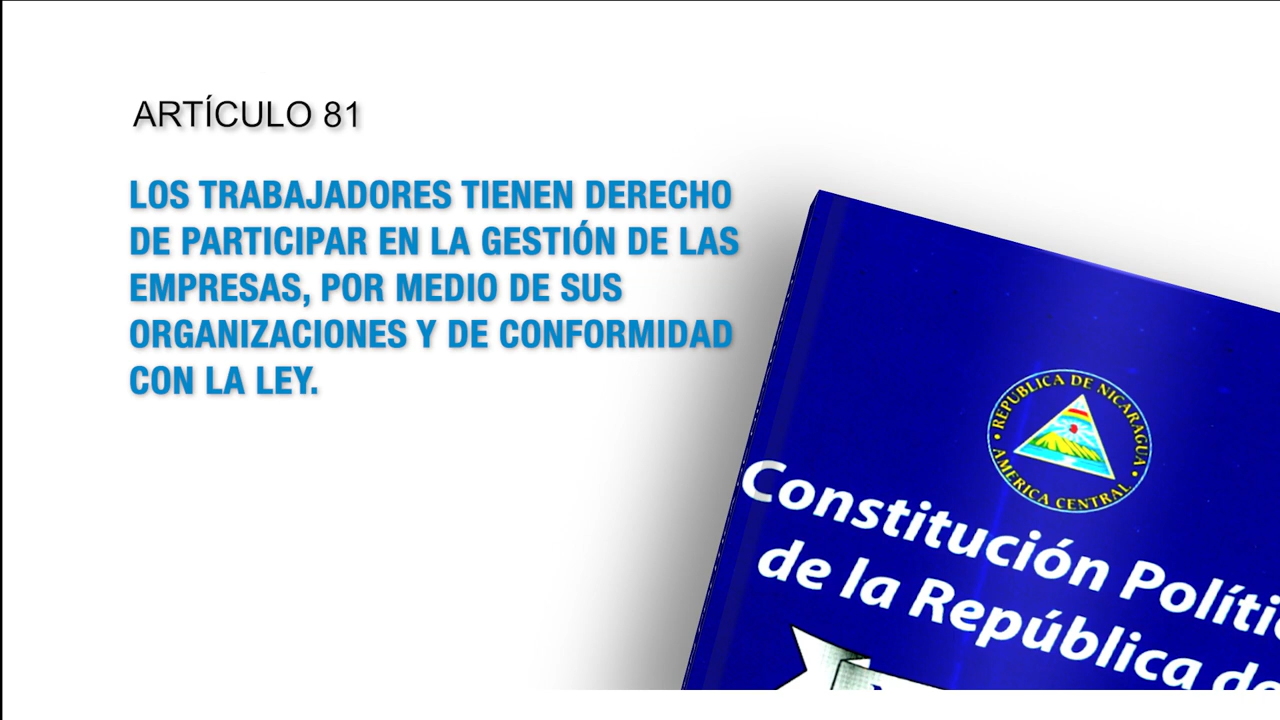 ARTÍCULO 81
LOS TRABAJADORES TIENEN DERECHO
DE PARTICIPAR EN LA GESTIÓN DE LAS
EMPRESAS, POR MEDIO DE SUS
ORGANIZACIONES Y DE CONFORMIDAD
CON LA LEY.
REPUBLICA DE NICARAGUA
AMERICA CENTRAL
Constitución Políti
de la República de